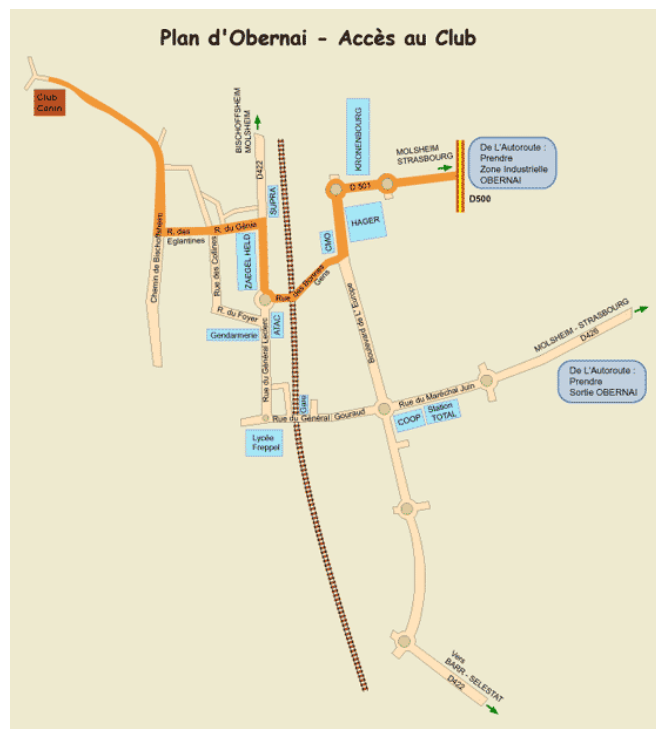 Plan d'Obernai - Accès au Club
Club
Canin
BISCHOFFSHEIM
MOLSHEIM
D422
SUPRA
KRONENBOURG
MOLSHEIM
STRASBOURG
De L'Autoroute :
Prendre
Zone Industrielle
OBERNAI
D 501
D500
HAGER
CMO
R. du Génie
R. des
Eglantines
Chemin de Bischoffsheim
Rue des Collines
ZAEGEL HELD
Rue des Bonnes
Gens
R. du Foyer
Gendarmerie
ATAC
Rue du Général Leclerc
Boulevard de L' Europe
MOLSHEIM - STRASBOURG
D426
De L'Autoroute :
Prendre
Sortie OBERNAI
Gare
Rue du Général Gouraud
Rue du Maréchal Juin
COOP
Station
TOTAL
Lycée
Freppel
Vers
BARR - SELESTAT
D422